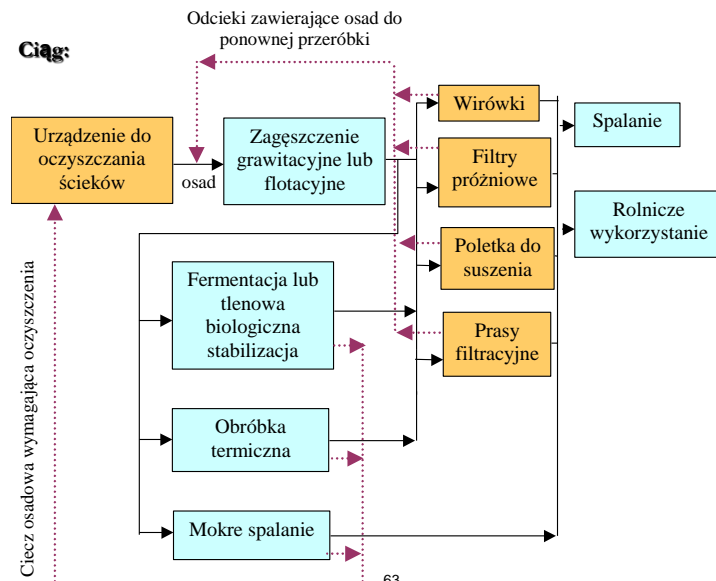 Odcieki zawierające osad do
ponownej przeróbki
Ciąg:
Urządzenie do
oczyszczania
ścieków
osad
Zagęszczenie
grawitacyjne lub
flotacyjne
Wirówki
Filtry
próżniowe
Poletka do
suszenia
Prasy
filtracyjne
Spalanie
Rolnicze
wykorzystanie
Fermentacja lub
tlenowa
biologiczna
stabilizacja
Obróbka
termiczna
Mokre spalanie
Ciecz osadowa wymagająca oczyszczenia
63